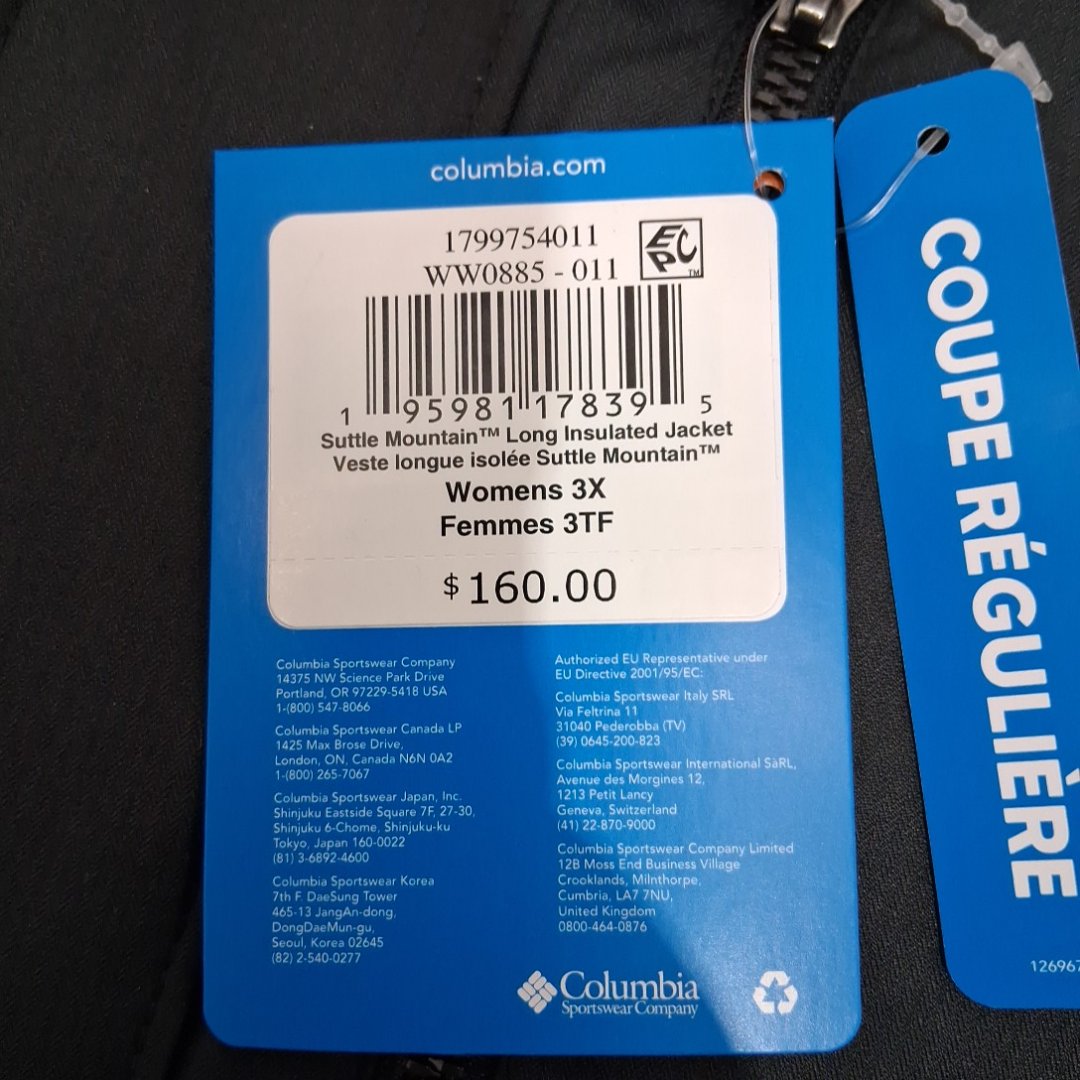 columbia.com
1799754011
WW0885 - 011
EPC
TM
1 95981 17839 5
Suttle Mountain™ Long Insulated Jacket
Veste longue isolée Suttle Mountain™
Womens 3X
Femmes 3TF
$160.00
Columbia Sportswear Company
14375 NW Science Park Drive
Portland, OR 97229-5418 USA
1-(800) 547-8066
Columbia Sportswear Canada LP
1425 Max Brose Drive,
London, ON, Canada N6N 0A2
1-(800) 265-7067
Columbia Sportswear Japan, Inc.
Shinjuku Eastside Square 7F, 27-30,
Shinjuku 6-Chome, Shinjuku-ku
Tokyo, Japan 160-0022
(81) 3-6892-4600
Columbia Sportswear Korea
7th F. DaeSung Tower
465-13 JangAn-dong,
DongDaeMun-gu,
Seoul, Korea 02645
(82) 2-540-0277
Authorized EU Representative under
EU Directive 2001/95/EC:
Columbia Sportswear Italy SRL
Via Feltrina 11
31040 Pederobba (TV)
(39) 0645-200-823
Columbia Sportswear International SàRL,
Avenue des Morgines 12,
1213 Petit Lancy
Geneva, Switzerland
(41) 22-870-9000
Columbia Sportswear Company Limited
12B Moss End Business Village
Crooklands, Milnthorpe,
Cumbria, LA7 7NU,
United Kingdom
0800-464-0876
Columbia
Sportswear Company
COUPE RÉGULIÈRE
126967